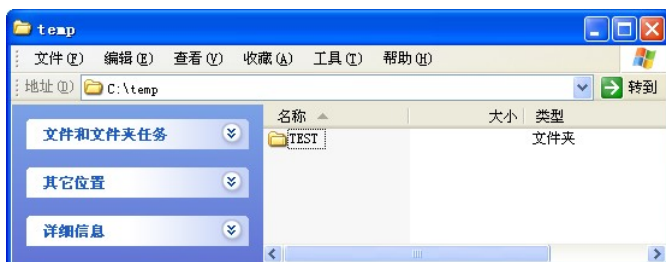 temp
文件(F) 编辑(E) 查看(V) 收藏(A) 工具(T) 帮助(H)
地址(D) C:\temp 转到
名称 大小 类型
文件和文件夹任务
TEST 文件夹
其它位置
详细信息